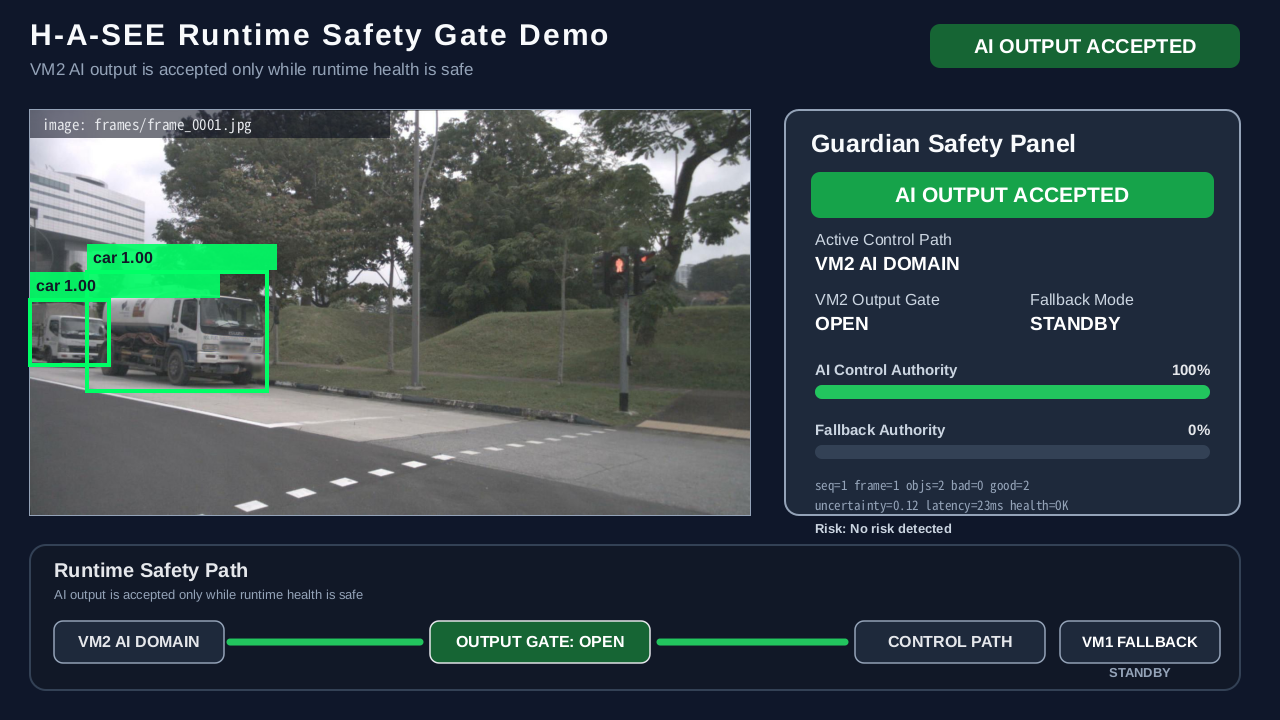 H-A-SEE Runtime Safety Gate Demo
VM2 AI output is accepted only while runtime health is safe
AI OUTPUT ACCEPTED
image: frames/frame_0001.jpg
car 1.00
car 1.00
Guardian Safety Panel
AI OUTPUT ACCEPTED
Active Control Path
VM2 AI DOMAIN
VM2 Output Gate
Fallback Mode
OPEN
STANDBY
AI Control Authority
100%
Fallback Authority
0%
seq=1 frame=1 objs=2 bad=0 good=2
uncertainty=0.12 latency=23ms health=OK
Risk: No risk detected
Runtime Safety Path
AI output is accepted only while runtime health is safe
VM2 AI DOMAIN
OUTPUT GATE: OPEN
CONTROL PATH
VM1 FALLBACK
STANDBY